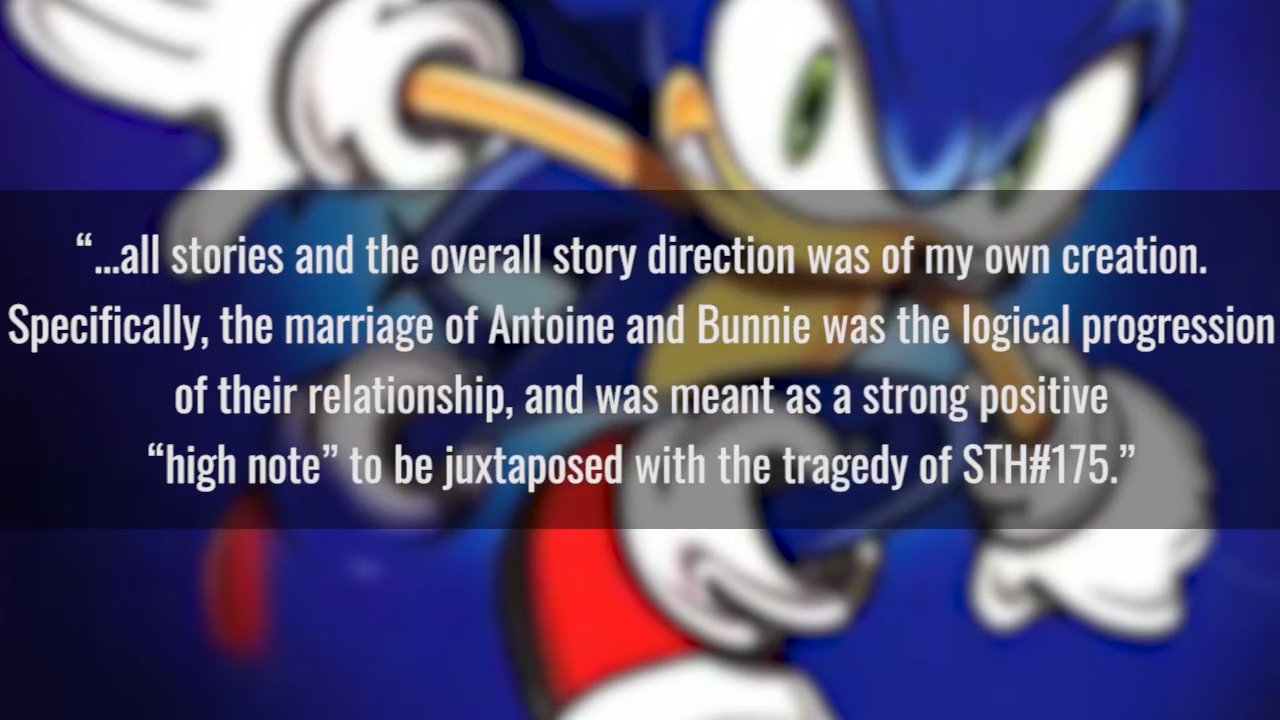 “...all stories and the overall story direction was of my own creation.
Specifically, the marriage of Antoine and Bunnie was the logical progression
of their relationship, and was meant as a strong positive
“high note” to be juxtaposed with the tragedy of STH#175.”